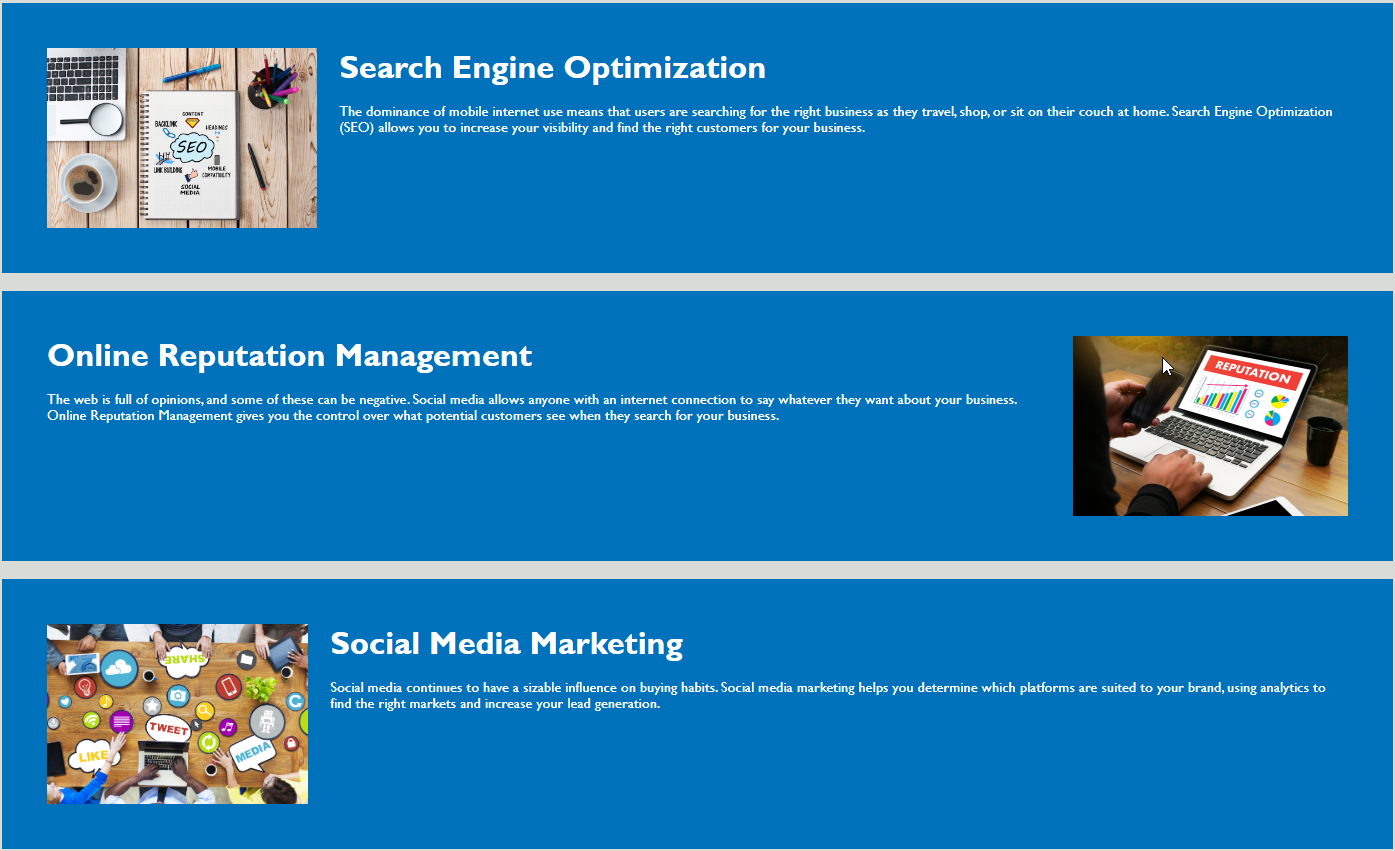 Search Engine Optimization
The dominance of mobile internet use means that users are searching for the right business as they travel, shop, or sit on their couch at home. Search Engine Optimization
(SEO) allows you to increase your visibility and find the right customers for your business.
CONTENT
BACKLINK
HEADINGS
SEO
LINK BUILDING
MOBILE
COMPATIBILITY
SOCIAL
MEDIA
Online Reputation Management
The web is full of opinions, and some of these can be negative. Social media allows anyone with an internet connection to say whatever they want about your business.
Online Reputation Management gives you the control over what potential customers see when they search for your business.
REPUTATION
Social Media Marketing
Social media continues to have a sizable influence on buying habits. Social media marketing helps you determine which platforms are suited to your brand, using analytics to
find the right markets and increase your lead generation.
SHARE
TWEET
LIKE
MEDIA